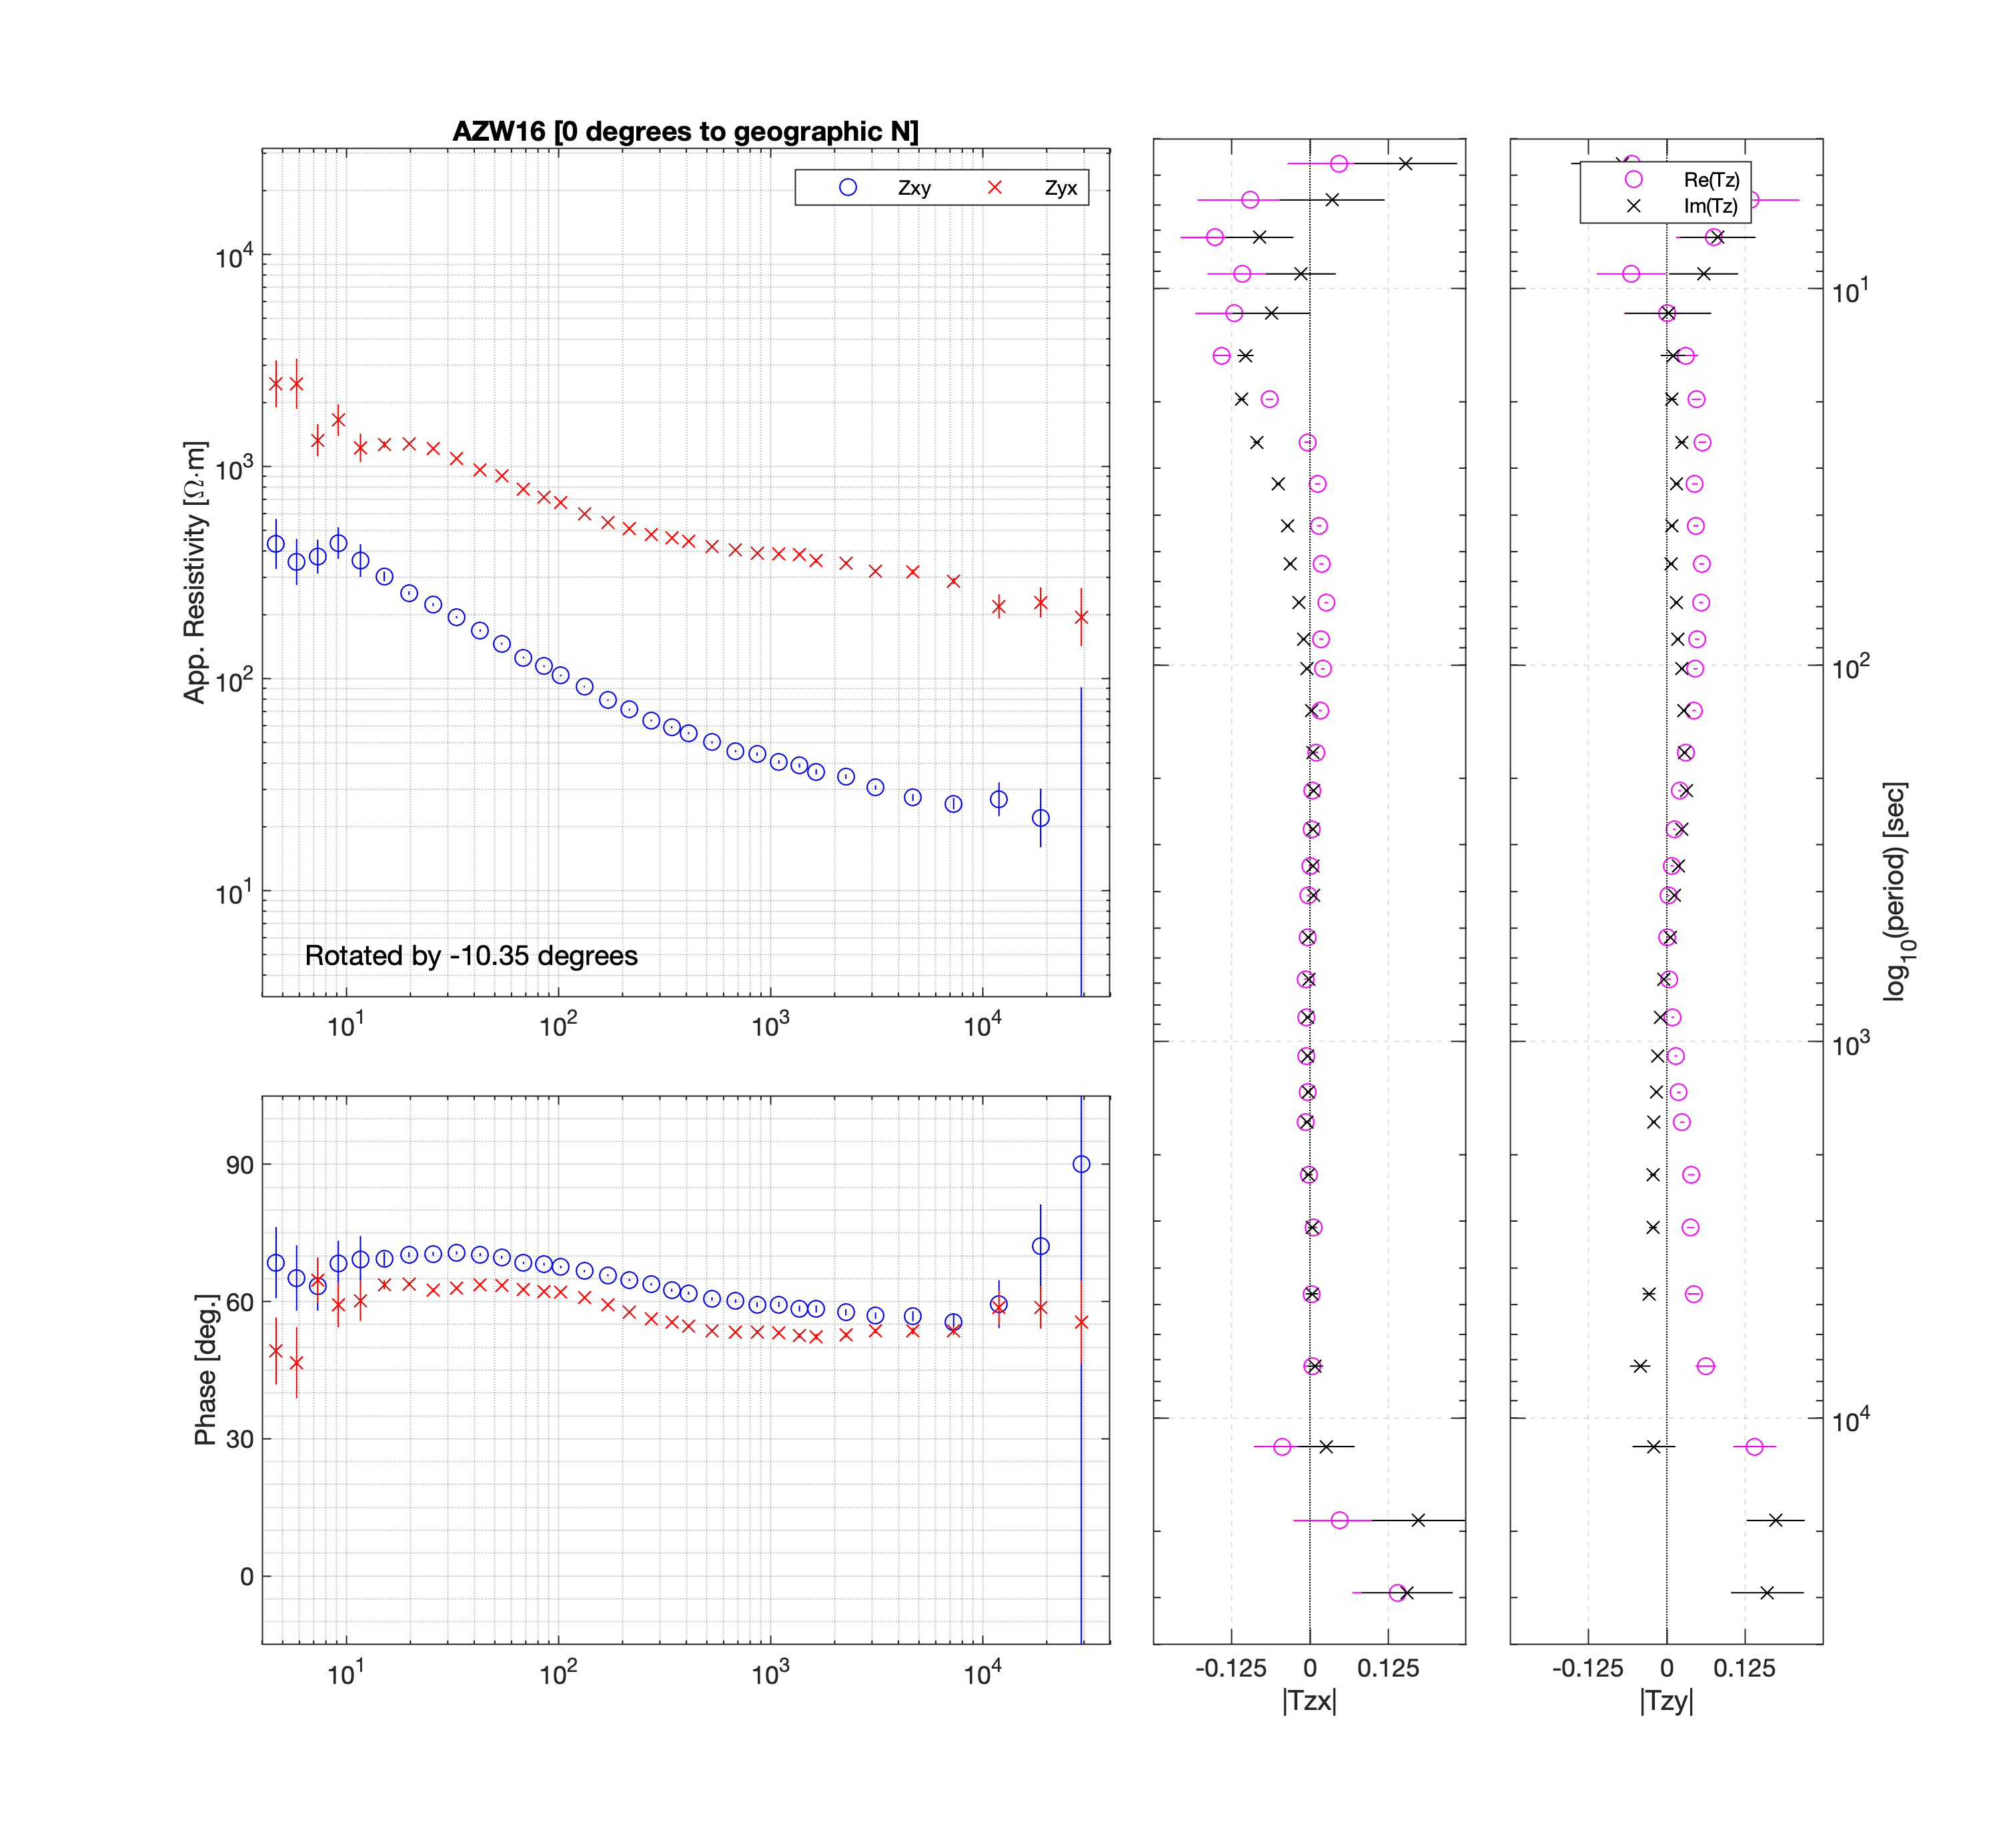 AZW16 [0 degrees to geographic N]
Zxy Zyx
App. Resistivity [Ω·m]
10^4
10^3
10^2
10^1
Rotated by -10.35 degrees
10^1 10^2 10^3 10^4
Phase [deg.]
90
60
30
0
10^1 10^2 10^3 10^4
-0.125 0 0.125
|Tzx|
Re(Tz)
Im(Tz)
10^1
10^2
10^3
10^4
log_10(period) [sec]
-0.125 0 0.125
|Tzy|